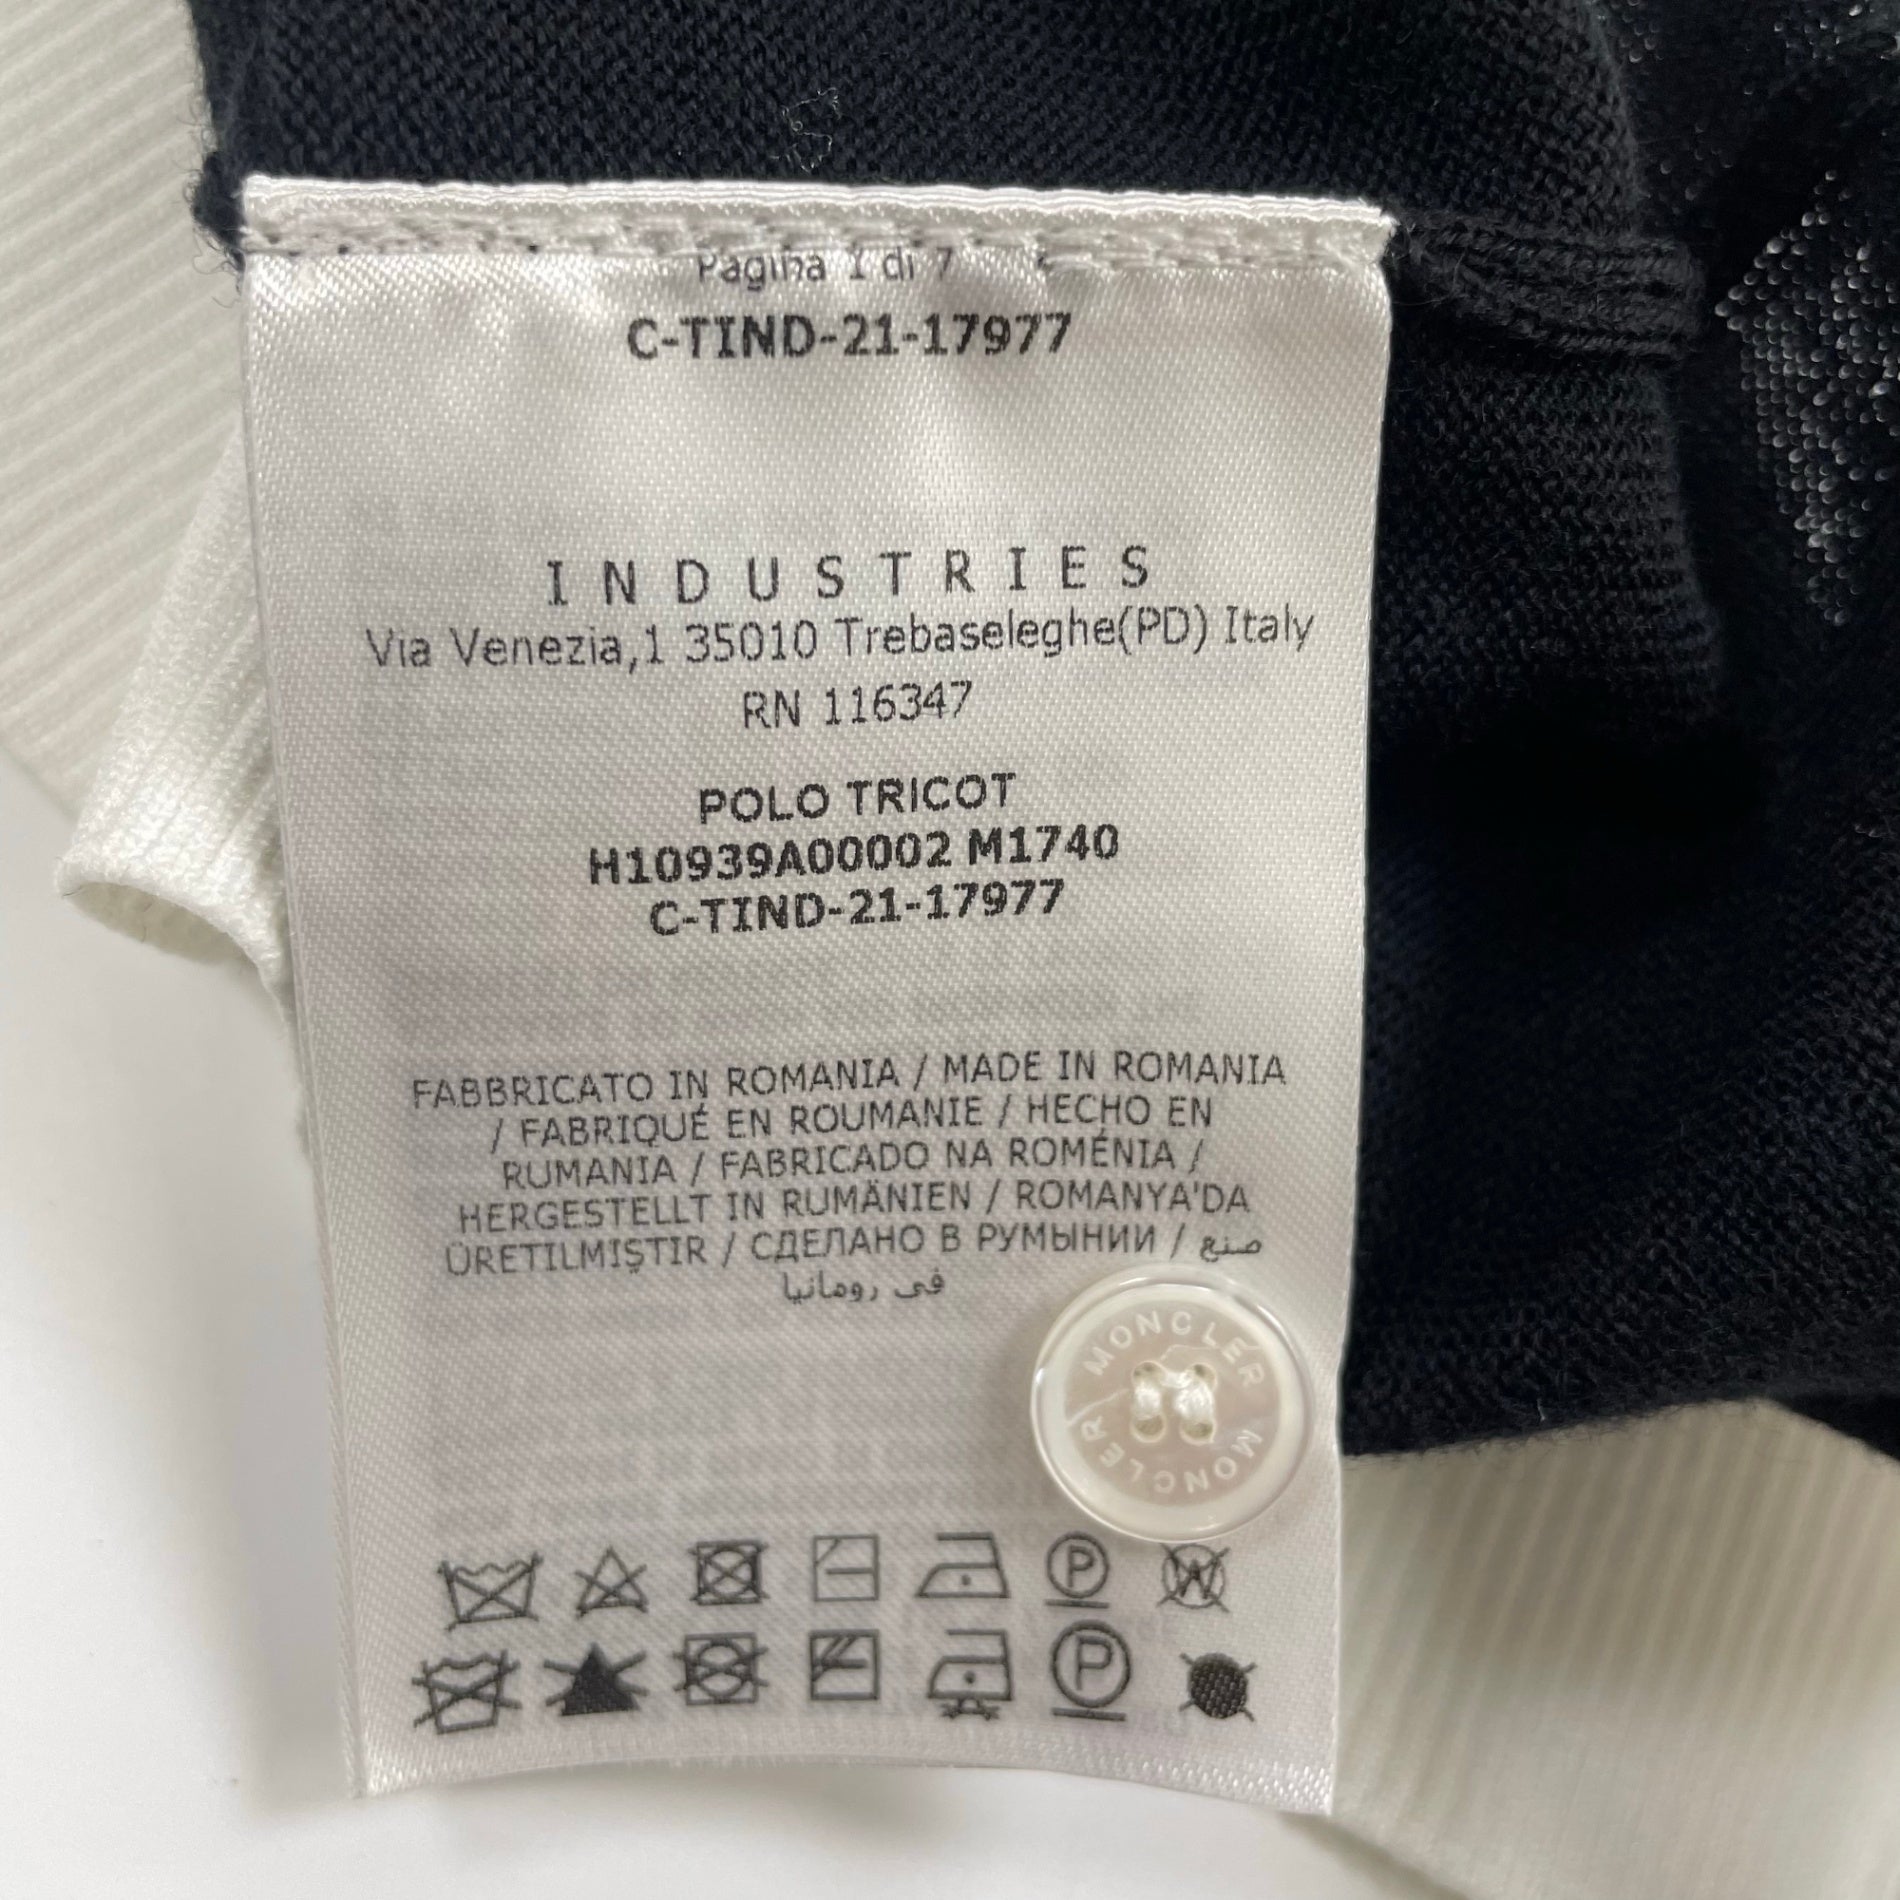 Pagina 1 di 7
C-TIND-21-17977
INDUSTRIES
Via Venezia,1 35010 Trebaseleghe(PD) Italy
RN 116347
POLO TRICOT
H10939A00002 M1740
C-TIND-21-17977
FABBRICATO IN ROMANIA / MADE IN ROMANIA
/ FABRIQUÉ EN ROUMANIE / HECHO EN
RUMANIA / FABRICADO NA ROMÉNIA /
HERGESTELLT IN RUMÄNIEN / ROMANYA'DA
ÜRETILMIŞTIR / СДЕЛАНО В РУМЫНИИ / صنع
في رومانيا
MONCLER MONCLER
P W
P